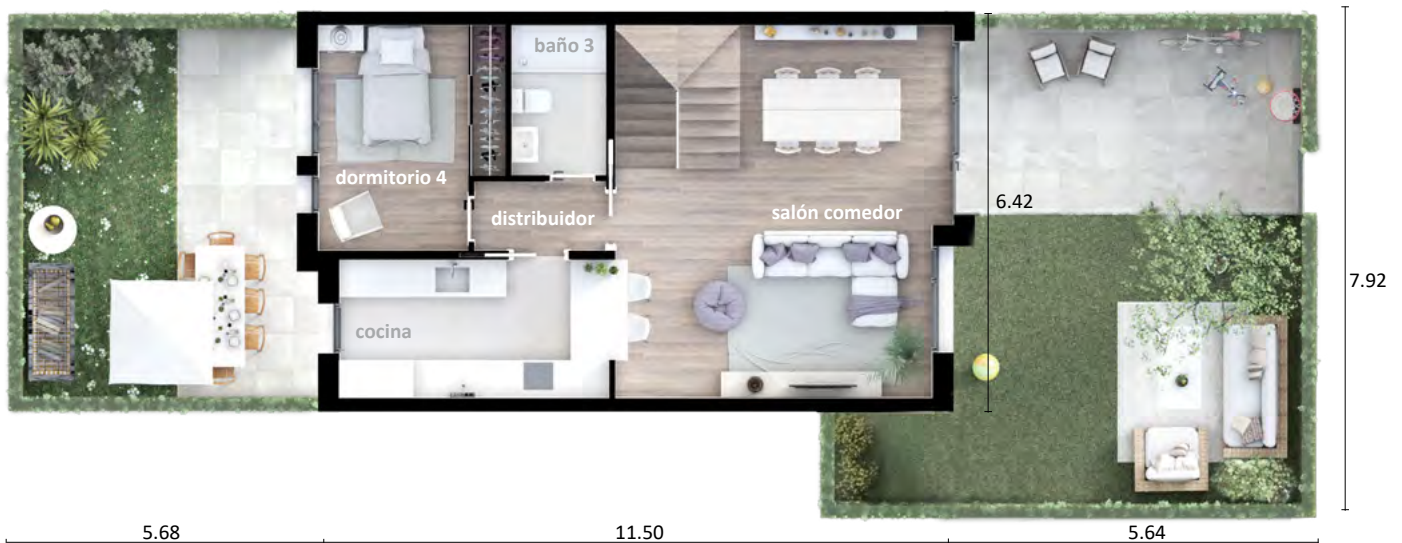 baño 3
dormitorio 4
distribuidor
salón comedor
6.42
7.92
cocina
5.68
11.50
5.64